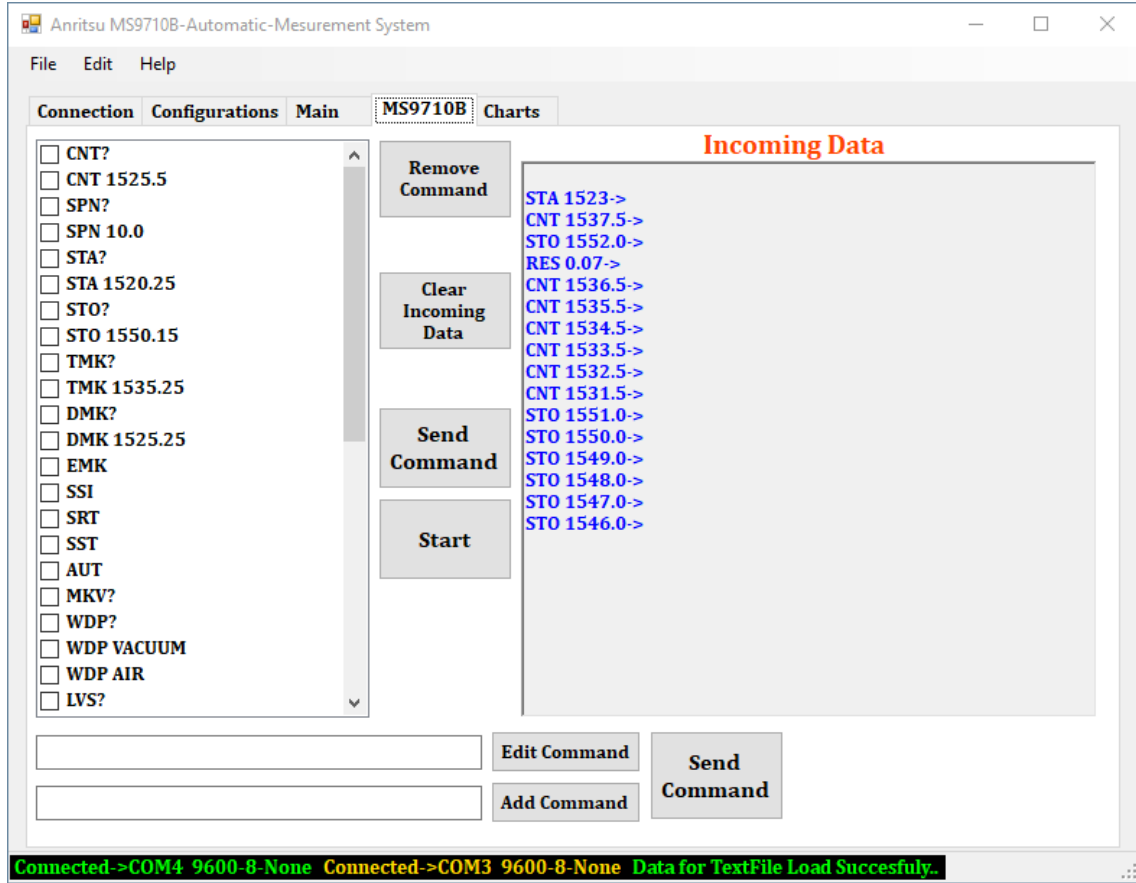 Anritsu MS9710B-Automatic-Mesurement System
File Edit Help
Connection Configurations Main MS9710B Charts
CNT?
CNT 1525.5
SPN?
SPN 10.0
STA?
STA 1520.25
STO?
STO 1550.15
TMK?
TMK 1535.25
DMK?
DMK 1525.25
EMK
SSI
SRT
SST
AUT
MKV?
WDP?
WDP VACUUM
WDP AIR
LVS?
Remove
Command
Clear
Incoming
Data
Send
Command
Start
Incoming Data
STA 1523->
CNT 1537.5->
STO 1552.0->
RES 0.07->
CNT 1536.5->
CNT 1535.5->
CNT 1534.5->
CNT 1533.5->
CNT 1532.5->
CNT 1531.5->
STO 1551.0->
STO 1550.0->
STO 1549.0->
STO 1548.0->
STO 1547.0->
STO 1546.0->
Edit Command
Add Command
Send
Command
Connected->COM4 9600-8-None Connected->COM3 9600-8-None Data for TextFile Load Succesfuly..